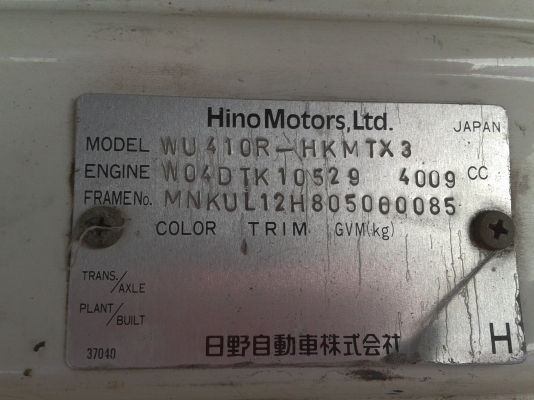 Hino Motors, Ltd.
JAPAN
MODEL WU410R-HKMTX3
ENGINE W04DTK10529 4009 CC
FRAME No. MNKUL12H805000085
COLOR TRIM GVM(kg)
TRANS./AXLE
PLANT/BUILT
37040 日野自動車株式会社 H